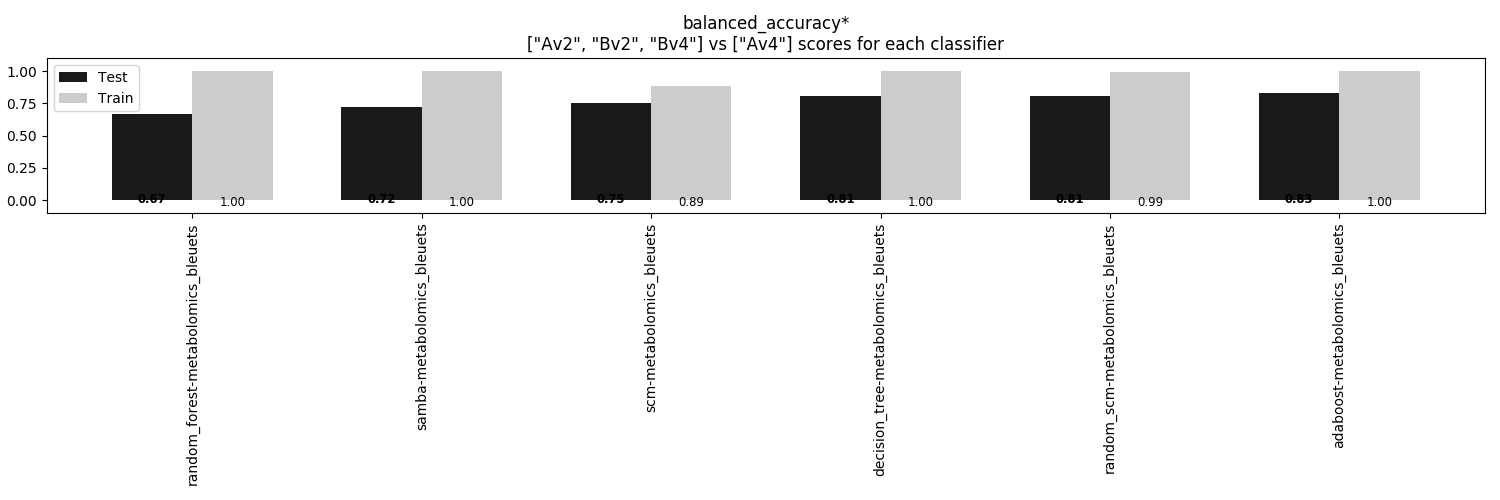 balanced_accuracy*
["Av2", "Bv2", "Bv4"] vs ["Av4"] scores for each classifier
1.00
0.75
0.50
0.25
0.00
Test
Train
0.67
1.00
0.72
1.00
0.75
0.89
0.81
1.00
0.81
0.99
0.83
1.00
random_forest-metabolomics_bleuets
samba-metabolomics_bleuets
scm-metabolomics_bleuets
decision_tree-metabolomics_bleuets
random_scm-metabolomics_bleuets
adaboost-metabolomics_bleuets